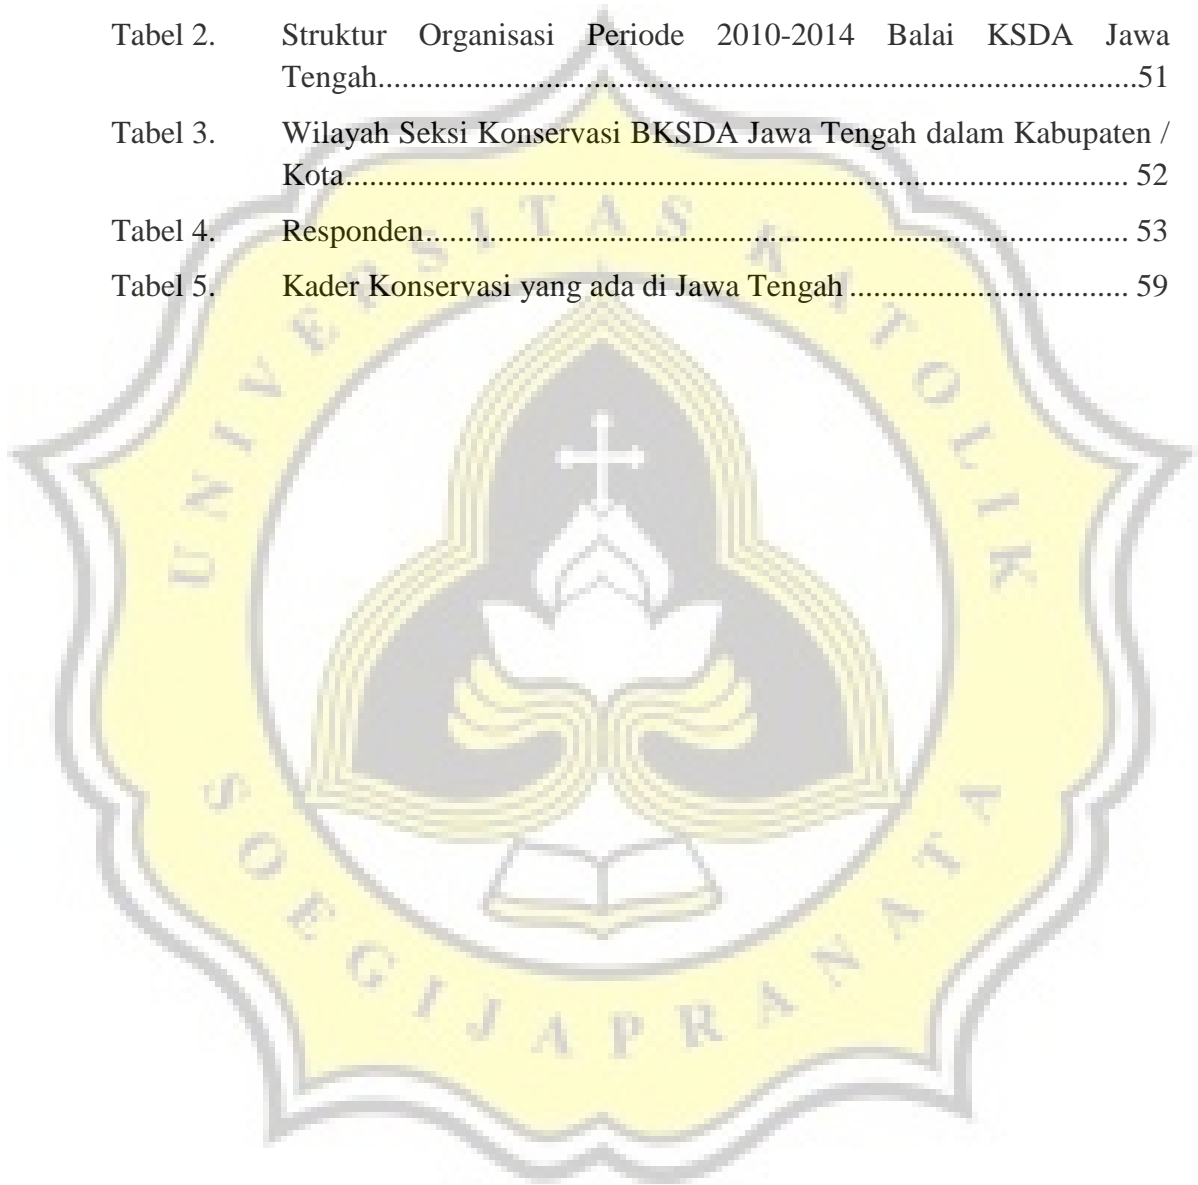 Tabel 2. Struktur Organisasi Periode 2010-2014 Balai KSDA Jawa
Tengah...............................................................................................51
Tabel 3. Wilayah Seksi Konservasi BKSDA Jawa Tengah dalam Kabupaten /
Kota.................................................................................................. 52
Tabel 4. Responden........................................................................................ 53
Tabel 5. Kader Konservasi yang ada di Jawa Tengah ................................... 59
UNIVERSITAS KATOLIK
SOEGIJAPRANATA